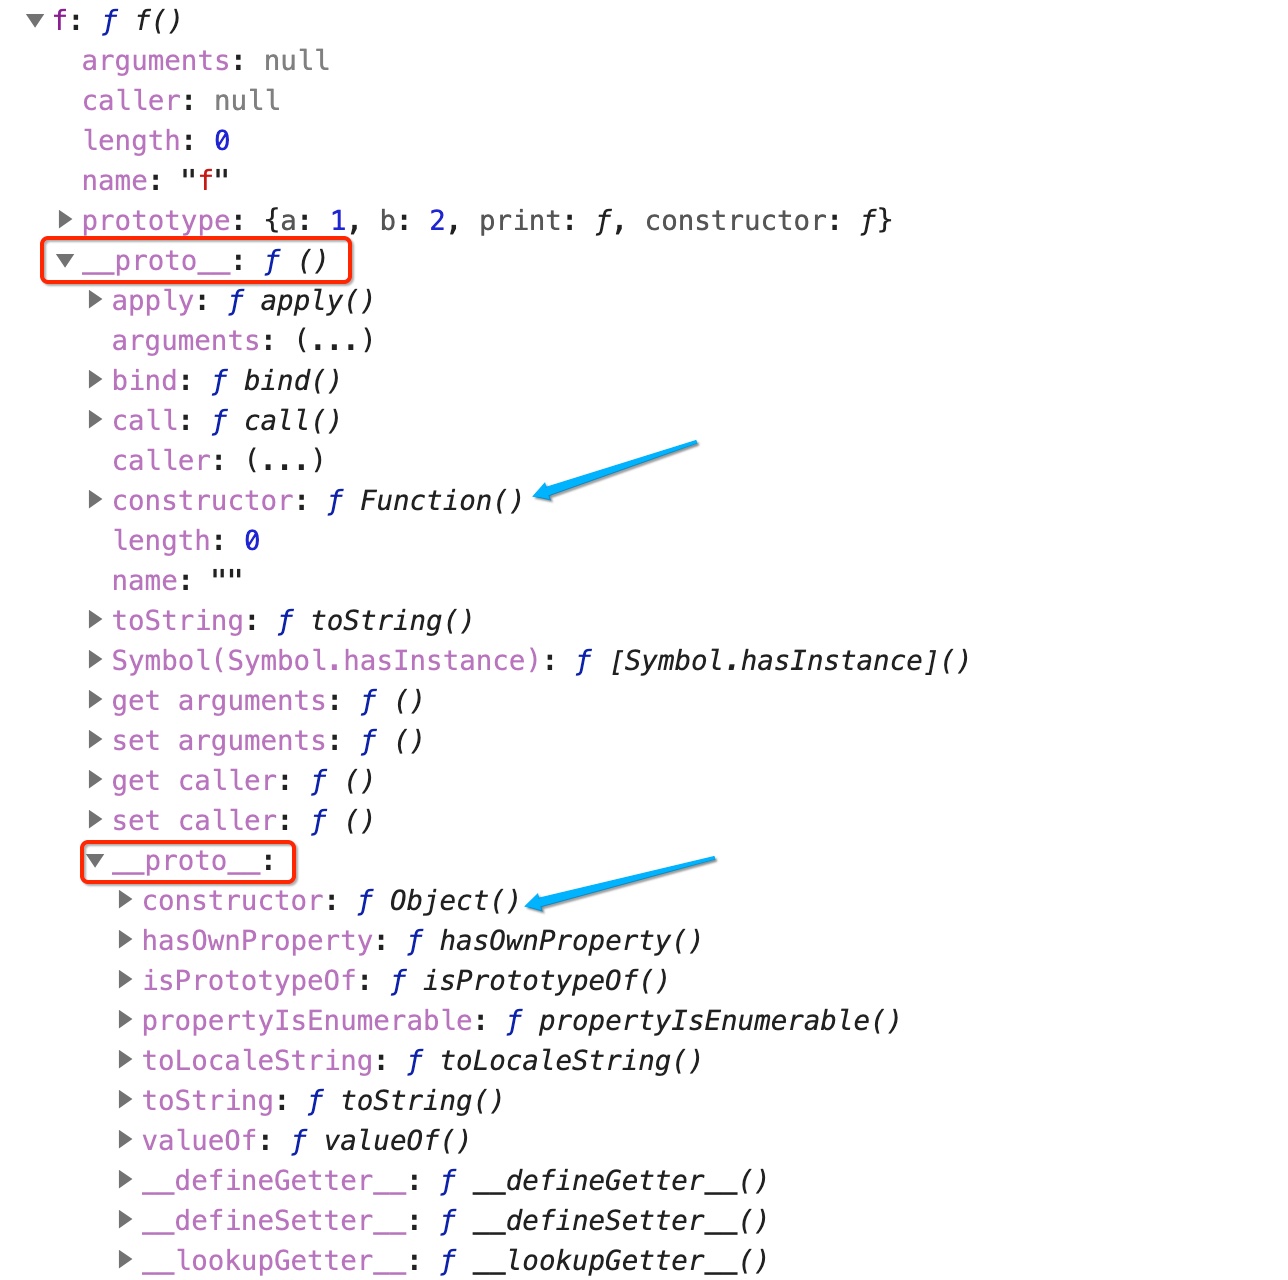 f: ƒ f()
arguments: null
caller: null
length: 0
name: "f"
prototype: {a: 1, b: 2, print: ƒ, constructor: ƒ}
__proto__: ƒ ()
apply: ƒ apply()
arguments: (...)
bind: ƒ bind()
call: ƒ call()
caller: (...)
constructor: ƒ Function()
length: 0
name: ""
toString: ƒ toString()
Symbol(Symbol.hasInstance): ƒ [Symbol.hasInstance]()
get arguments: ƒ ()
set arguments: ƒ ()
get caller: ƒ ()
set caller: ƒ ()
__proto__:
constructor: ƒ Object()
hasOwnProperty: ƒ hasOwnProperty()
isPrototypeOf: ƒ isPrototypeOf()
propertyIsEnumerable: ƒ propertyIsEnumerable()
toLocaleString: ƒ toLocaleString()
toString: ƒ toString()
valueOf: ƒ valueOf()
__defineGetter__: ƒ __defineGetter__()
__defineSetter__: ƒ __defineSetter__()
__lookupGetter__: ƒ __lookupGetter__()